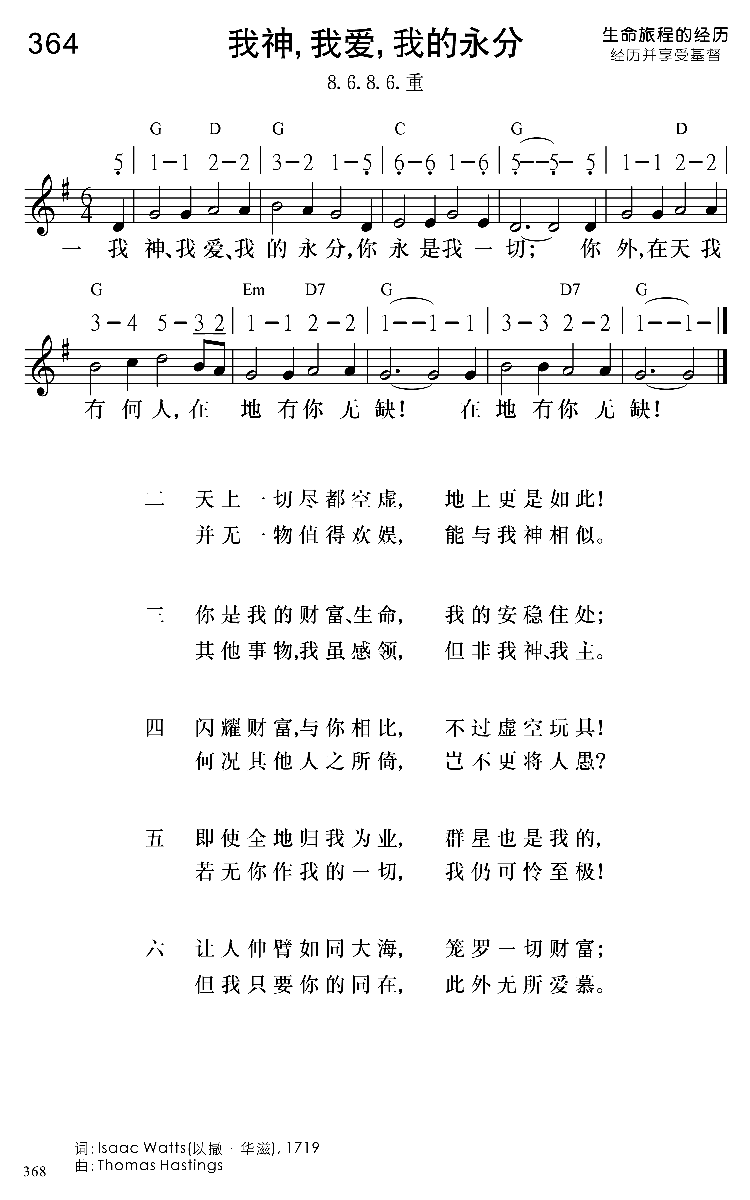 364
我神,我爱,我的永分
生命旅程的经历
经历并享受基督
8.6.8.6.重
G D G C G D
5 | 1-1 2-2 | 3-2 1-5 | 6-6 1-6 | 5--5- 5 | 1-1 2-2 |
6
4
一 我 神、我 爱、我 的 永 分,你 永 是 我 一 切; 你 外,在 天 我
G Em D7 G D7 G
3-4 5-3 2 | 1-1 2-2 | 1--1-1 | 3-3 2-2 | 1--1- ‖
有 何 人,在 地 有 你 无 缺! 在 地 有 你 无 缺!
二 天上一切尽都空虚, 地上更是如此!
并无一物值得欢娱, 能与我神相似。
三 你是我的财富、生命, 我的安稳住处;
其他事物,我虽感领, 但非我神、我主。
四 闪耀财富,与你相比, 不过虚空玩具!
何况其他人之所倚, 岂不更将人愚?
五 即使全地归我为业, 群星也是我的,
若无你作我的一切, 我仍可怜至极!
六 让人伸臂如同大海, 笼罗一切财富;
但我只要你的同在, 此外无所爱慕。
词:Isaac Watts(以撒·华滋), 1719
曲:Thomas Hastings
368